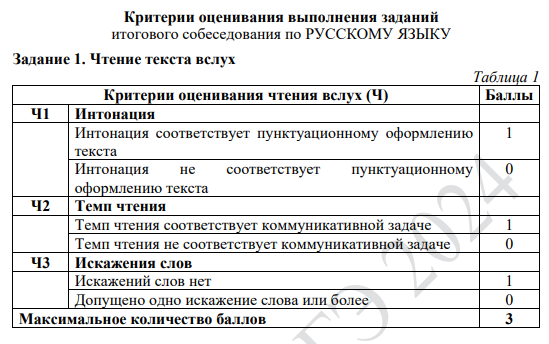 Критерии оценивания выполнения заданий
итогового собеседования по РУССКОМУ ЯЗЫКУ
Задание 1. Чтение текста вслух
Таблица 1
Критерии оценивания чтения вслух (Ч) Баллы
Ч1 Интонация
Интонация соответствует пунктуационному оформлению 1
текста
Интонация не соответствует пунктуационному 0
оформлению текста
Ч2 Темп чтения
Темп чтения соответствует коммуникативной задаче 1
Темп чтения не соответствует коммуникативной задаче 0
Ч3 Искажения слов
Искажений слов нет 1
Допущено одно искажение слова или более 0
Максимальное количество баллов 3
ГЭ 2024